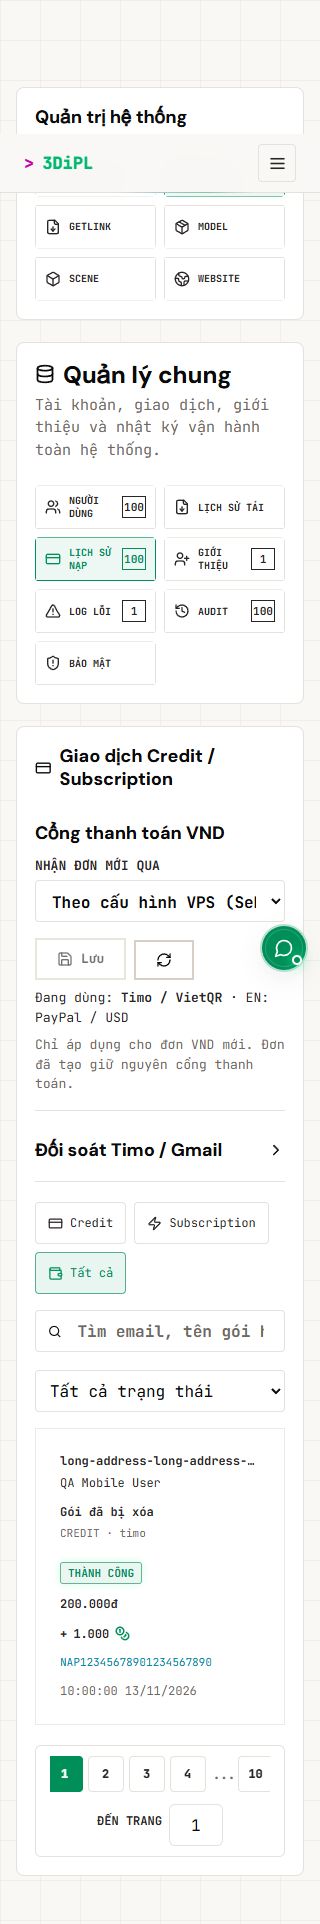 Quản trị hệ thống
> 3DiPL
GETLINK
MODEL
SCENE
WEBSITE
Quản lý chung
Tài khoản, giao dịch, giới
thiệu và nhật ký vận hành
toàn hệ thống.
NGƯỜI
DÙNG
100
LỊCH SỬ TẢI
LỊCH SỬ
NẠP
100
GIỚI
THIỆU
1
LOG LỖI
1
AUDIT
100
BẢO MẬT
Giao dịch Credit /
Subscription
Cổng thanh toán VND
NHẬN ĐƠN MỚI QUA
Theo cấu hình VPS (Se
Lưu
Đang dùng: Timo / VietQR · EN:
PayPal / USD
Chỉ áp dụng cho đơn VND mới. Đơn
đã tạo giữ nguyên cổng thanh
toán.
Đối soát Timo / Gmail
Credit
Subscription
Tất cả
Tìm email, tên gói
Tất cả trạng thái
long-address-long-address-…
QA Mobile User
Gói đã bị xóa
CREDIT · timo
THÀNH CÔNG
200.000đ
+ 1.000
NAP12345678901234567890
10:00:00 13/11/2026
1 2 3 4 ... 10
ĐẾN TRANG 1